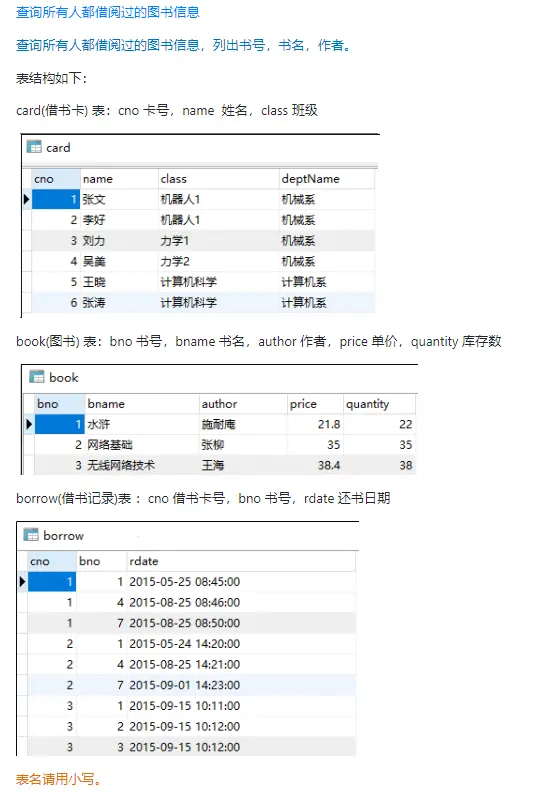 查询所有人都借阅过的图书信息
查询所有人都借阅过的图书信息，列出书号，书名，作者。
表结构如下：
card(借书卡) 表：cno 卡号，name 姓名，class 班级
card
cno name class deptName
1 张文 机器人1 机械系
2 李好 机器人1 机械系
3 刘力 力学1 机械系
4 吴美 力学2 机械系
5 王晓 计算机科学 计算机系
6 张涛 计算机科学 计算机系
book(图书) 表：bno 书号，bname 书名，author 作者，price 单价，quantity 库存数
book
bno bname author price quantity
1 水浒 施耐庵 21.8 22
2 网络基础 张柳 35 35
3 无线网络技术 王海 38.4 38
borrow(借书记录)表 ：cno 借书卡号，bno 书号，rdate 还书日期
borrow
cno bno rdate
1 1 2015-05-25 08:45:00
1 4 2015-08-25 08:46:00
1 7 2015-08-25 08:50:00
2 1 2015-05-24 14:20:00
2 4 2015-08-25 14:21:00
2 7 2015-09-01 14:23:00
3 1 2015-09-15 10:11:00
3 2 2015-09-15 10:12:00
3 3 2015-09-15 10:12:00
表名请用小写。